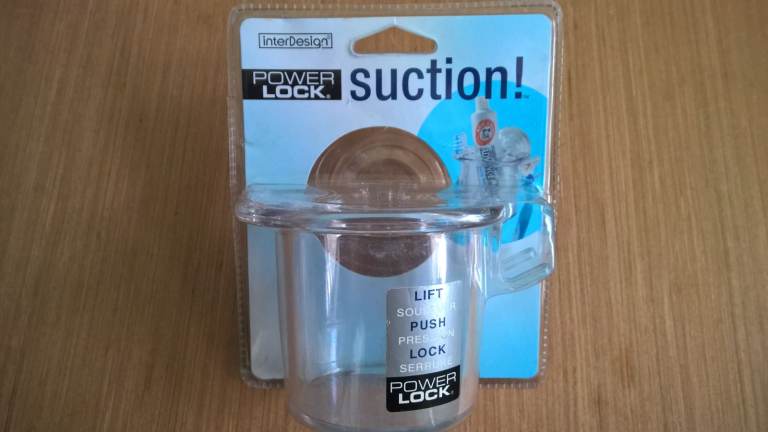 interDesign®
POWER
LOCK®
suction!
LIFT
PUSH
LOCK
POWER
LOCK®